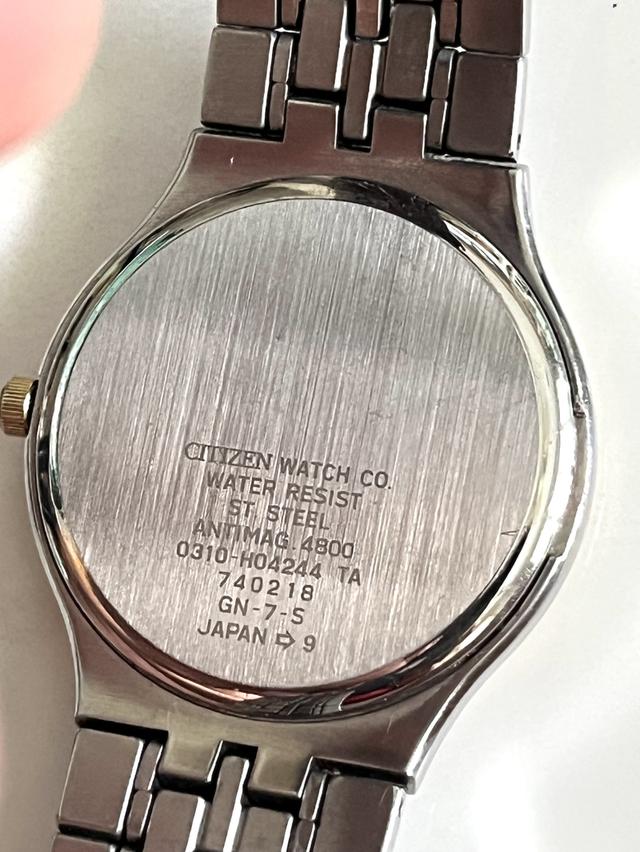 CITIZEN WATCH CO.
WATER RESIST
ST. STEEL
ANTIMAG. 4800
0310-H04244 TA
740218
GN-7-S
JAPAN ⇨ 9